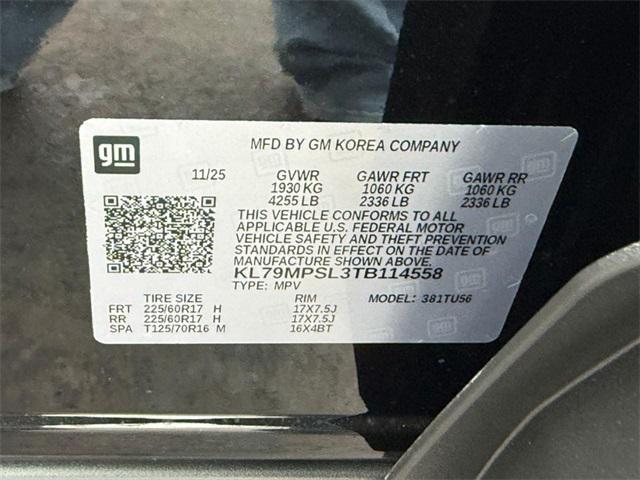 gm
MFD BY GM KOREA COMPANY
11/25 GVWR GAWR FRT GAWR RR
1930 KG 1060 KG 1060 KG
4255 LB 2336 LB 2336 LB
THIS VEHICLE CONFORMS TO ALL
APPLICABLE U.S. FEDERAL MOTOR
VEHICLE SAFETY AND THEFT PREVENTION
STANDARDS IN EFFECT ON THE DATE OF
MANUFACTURE SHOWN ABOVE.
KL79MPSL3TB114558
TYPE: MPV
TIRE SIZE RIM MODEL: 381TU56
FRT 225/60R17 H 17X7.5J
RR 225/60R17 H 17X7.5J
SPA T125/70R16 M 16X4BT